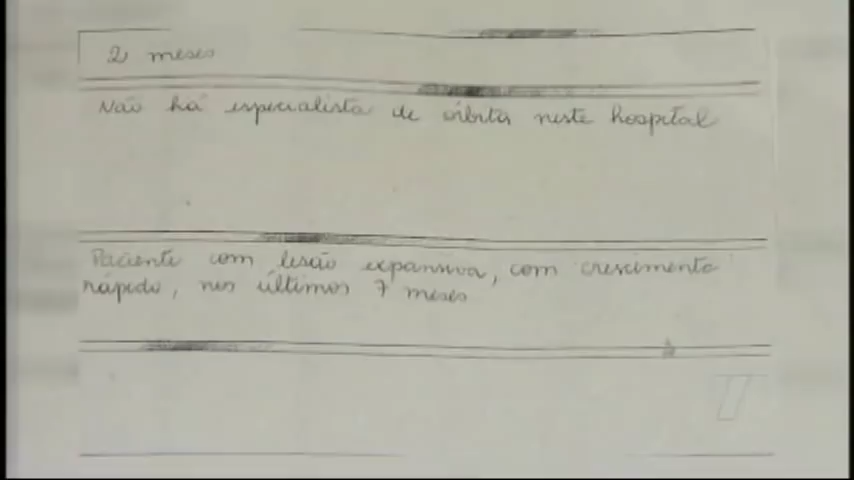 2 meses
Não há especialista de órbita neste hospital
Paciente com lesão expansiva, com crescimento
rápido, nos últimos 7 meses